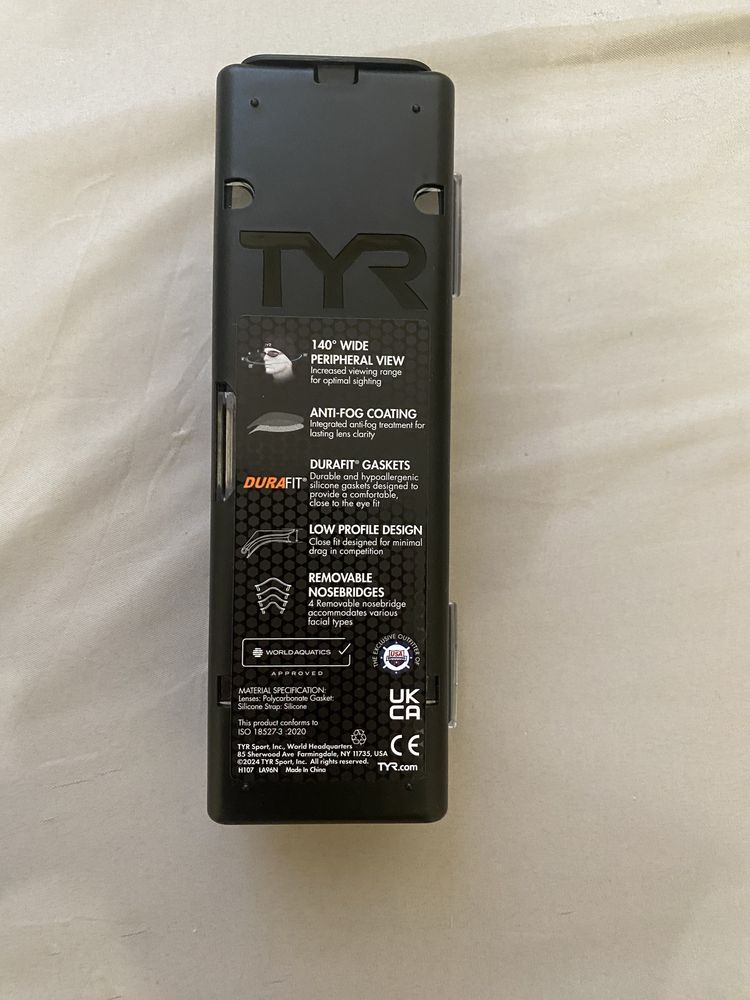 TYR
140° WIDE
PERIPHERAL VIEW
Increased viewing range
for optimal sighting
ANTI-FOG COATING
Integrated anti-fog treatment for
lasting lens clarity
DURAFIT®
DURAFIT® GASKETS
Durable and hypoallergenic
silicone gaskets designed to
provide a comfortable,
close to the eye fit
LOW PROFILE DESIGN
Close fit designed for minimal
drag in competition
REMOVABLE
NOSEBRIDGES
4 Removable nosebridge
accommodates various
facial types
WORLD AQUATICS
APPROVED
THE EXCLUSIVE OUTFITTER OF
USA
MATERIAL SPECIFICATION:
Lenses: Polycarbonate Gasket:
Silicone Strap: Silicone
UK
CA
This product conforms to
ISO 18527-3 :2020
TYR Sport, Inc., World Headquarters
85 Sherwood Ave Farmingdale, NY 11735, USA
©2024 TYR Sport, Inc. All rights reserved.
H107 LA96N Made in China
CE
TYR.com